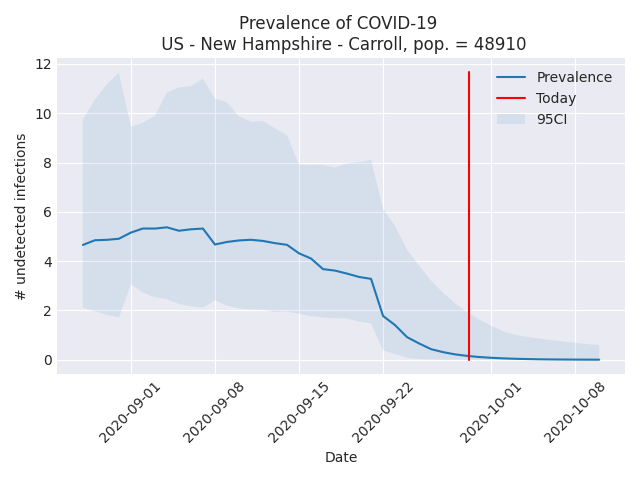 Prevalence of COVID-19
US - New Hampshire - Carroll, pop. = 48910
Prevalence
Today
95CI
# undetected infections
12
10
8
6
4
2
0
2020-09-01
2020-09-08
2020-09-15
2020-09-22
2020-10-01
2020-10-08
Date